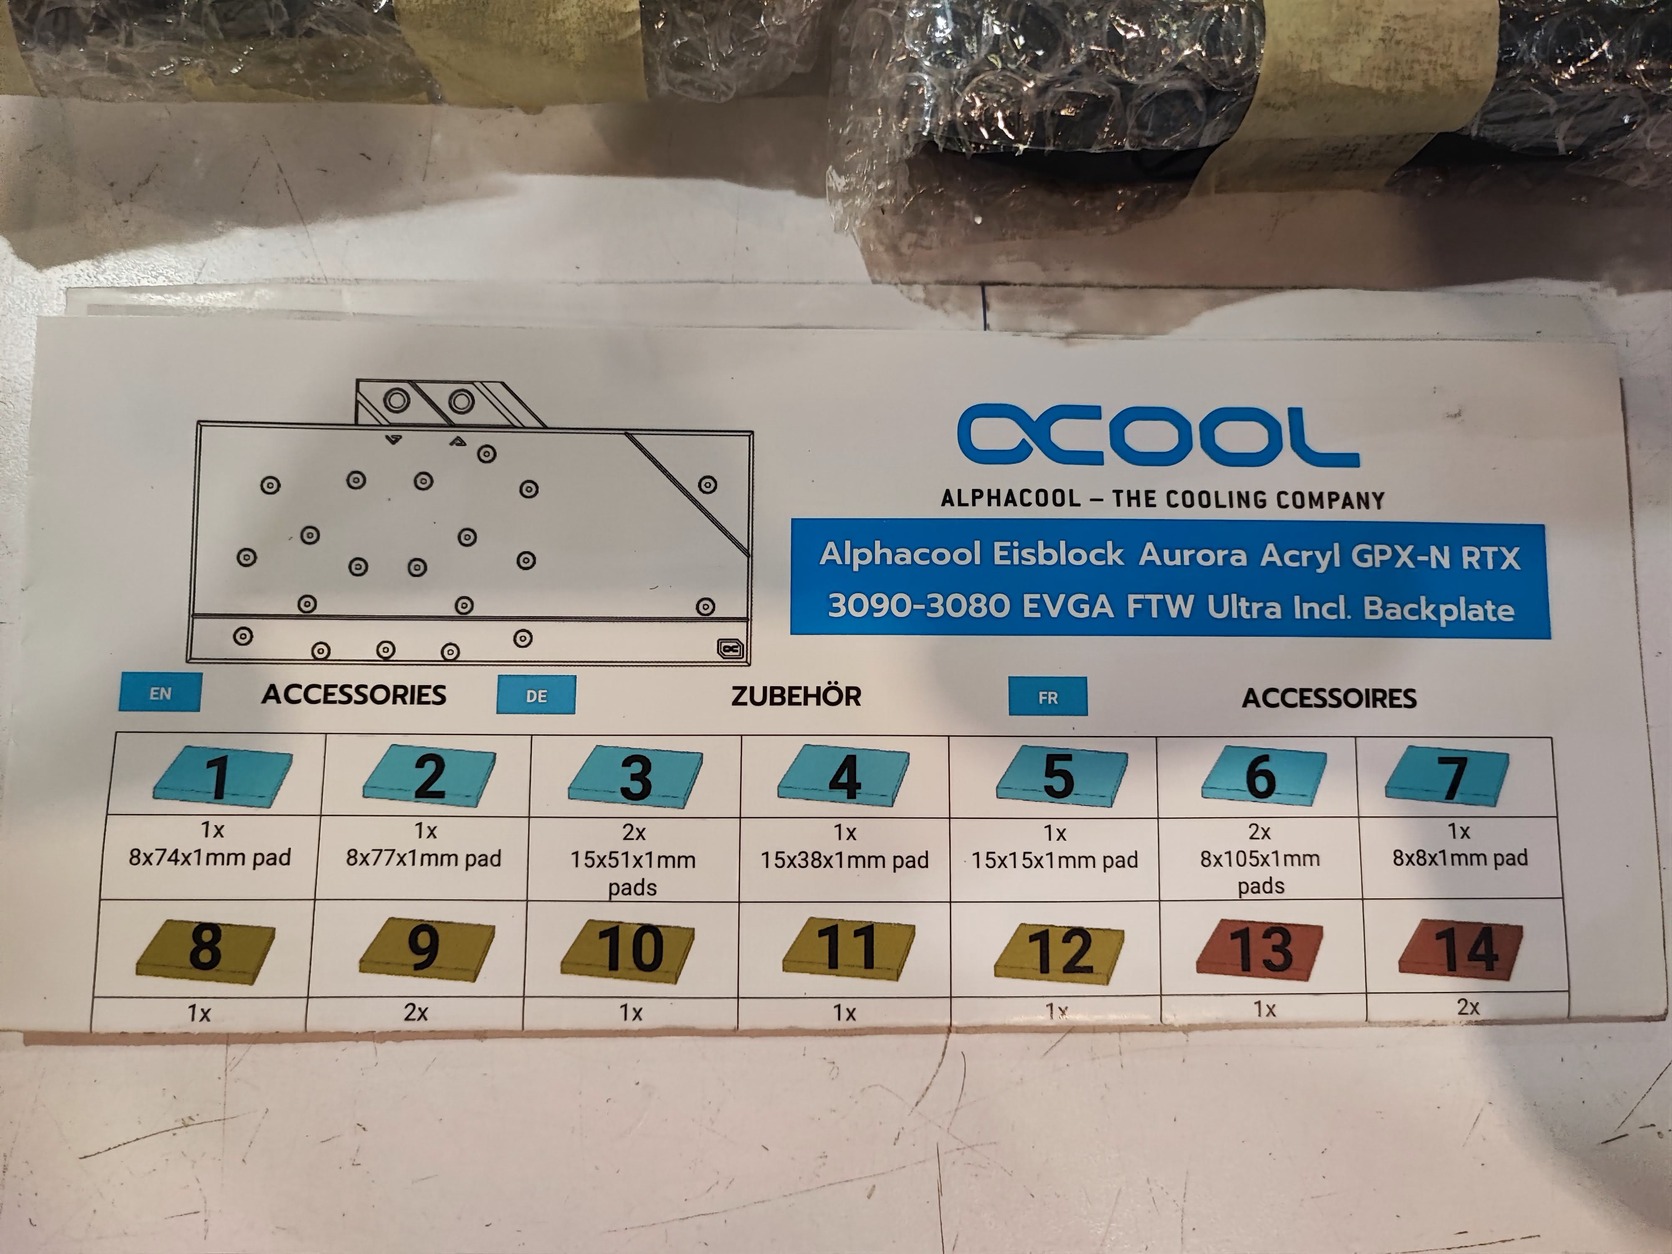 ALPHACOOL – THE COOLING COMPANY
Alphacool Eisblock Aurora Acryl GPX-N RTX
3090-3080 EVGA FTW Ultra Incl. Backplate
EN ACCESSORIES DE ZUBEHÖR FR ACCESSOIRES
1 2 3 4 5 6 7
1x 1x 2x 1x 1x 2x 1x
8x74x1mm pad 8x77x1mm pad 15x51x1mm 15x38x1mm pad 15x15x1mm pad 8x105x1mm 8x8x1mm pad
pads pads
8 9 10 11 12 13 14
1x 2x 1x 1x 1x 1x 2x